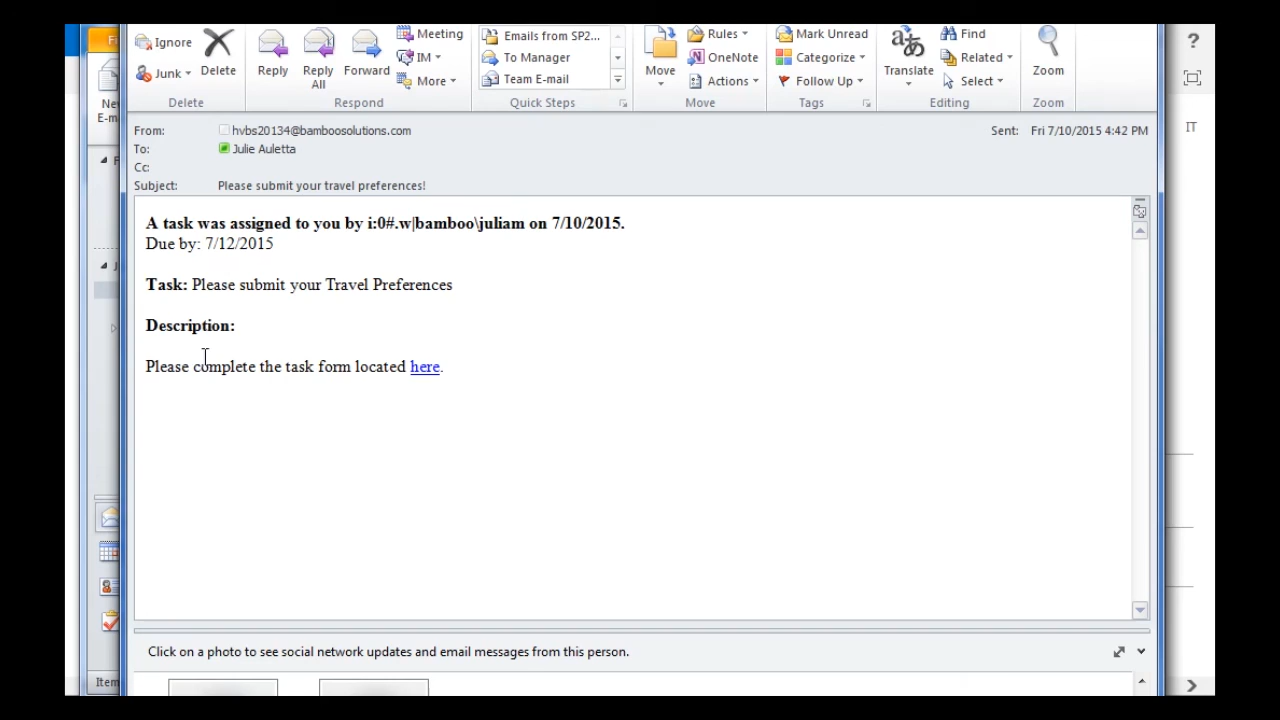 Ignore
Junk
Delete
Delete
Reply
Reply
All
Forward
Meeting
IM
More
Respond
Emails from SP2...
To Manager
Team E-mail
Quick Steps
Move
Rules
OneNote
Actions
Move
Mark Unread
Categorize
Follow Up
Tags
Translate
Find
Related
Select
Editing
Zoom
Zoom
?
IT
From: hvbs20134@bamboosolutions.com
Sent: Fri 7/10/2015 4:42 PM
To: Julie Auletta
Cc:
Subject: Please submit your travel preferences!
A task was assigned to you by i:0#.w|bamboo\juliam on 7/10/2015.
Due by: 7/12/2015
Task: Please submit your Travel Preferences
Description:
Please complete the task form located here.
Click on a photo to see social network updates and email messages from this person.
Item